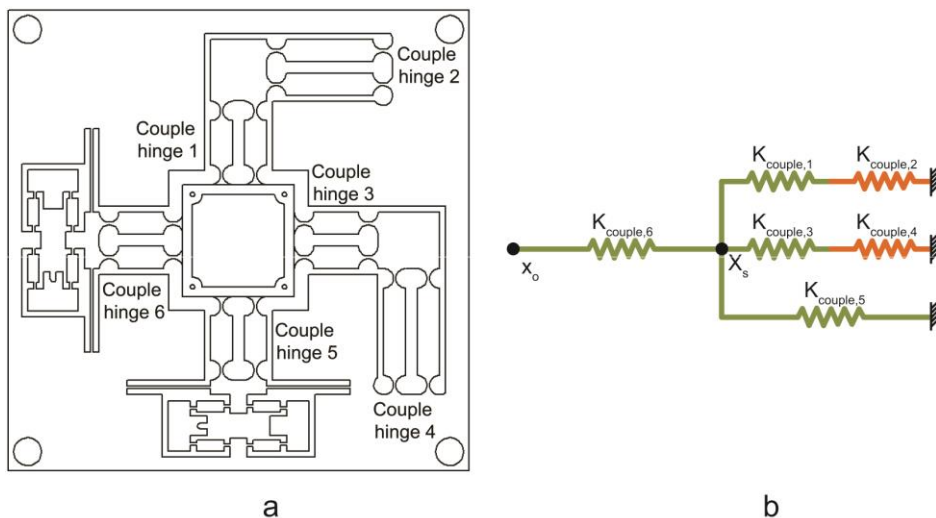 Couple
hinge 2
Couple
hinge 1
Couple
hinge 3
Couple
hinge 6
Couple
hinge 5
Couple
hinge 4
a
K_couple,1
K_couple,2
K_couple,6
K_couple,3
K_couple,4
x_o
X_s
K_couple,5
b